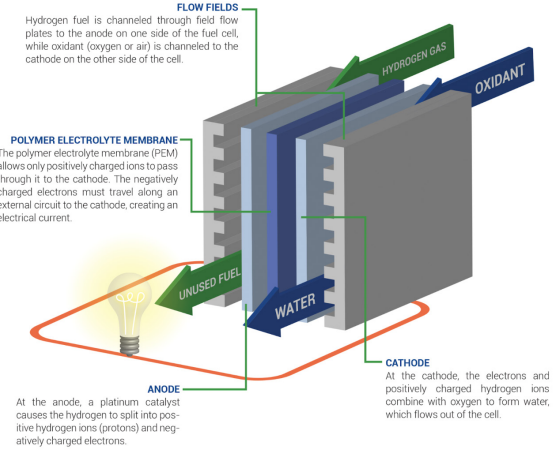 FLOW FIELDS
Hydrogen fuel is channeled through field flow
plates to the anode on one side of the fuel cell,
while oxidant (oxygen or air) is channeled to the
cathode on the other side of the cell.
HYDROGEN GAS
OXIDANT
POLYMER ELECTROLYTE MEMBRANE
The polymer electrolyte membrane (PEM)
allows only positively charged ions to pass
through it to the cathode. The negatively
charged electrons must travel along an
external circuit to the cathode, creating an
electrical current.
UNUSED FUEL
WATER
CATHODE
At the cathode, the electrons and
positively charged hydrogen ions
combine with oxygen to form water,
which flows out of the cell.
ANODE
At the anode, a platinum catalyst
causes the hydrogen to split into pos-
itive hydrogen ions (protons) and neg-
atively charged electrons.